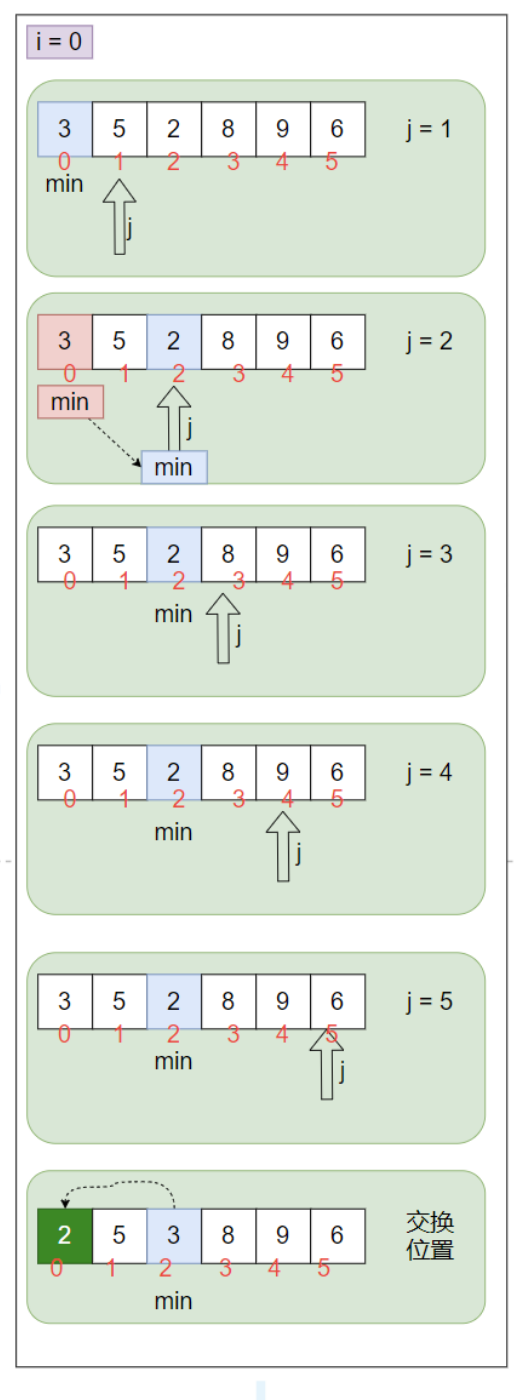 i = 0
3 5 2 8 9 6 j = 1
0 1 2 3 4 5
min
j
3 5 2 8 9 6 j = 2
0 1 2 3 4 5
min
j
min
3 5 2 8 9 6 j = 3
0 1 2 3 4 5
min
j
3 5 2 8 9 6 j = 4
0 1 2 3 4 5
min
j
3 5 2 8 9 6 j = 5
0 1 2 3 4 5
min
j
2 5 3 8 9 6
交换
位置
0 1 2 3 4 5
min